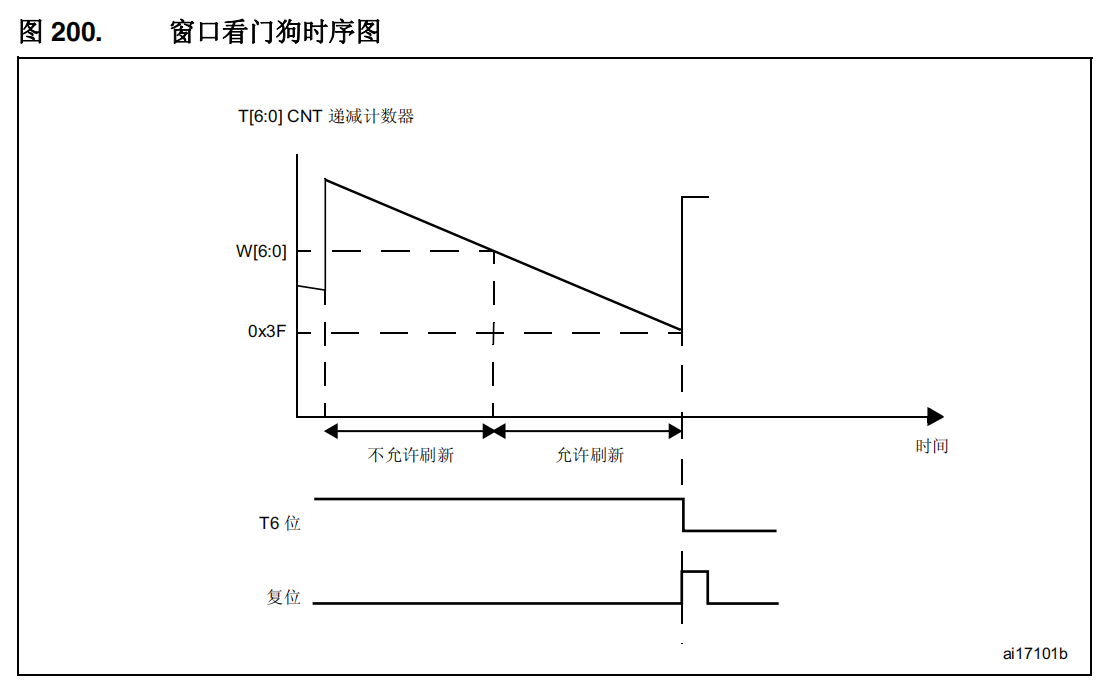 图 200. 窗口看门狗时序图
T[6:0] CNT 递减计数器
W[6:0]
0x3F
不允许刷新 允许刷新
时间
T6 位
复位
ai17101b